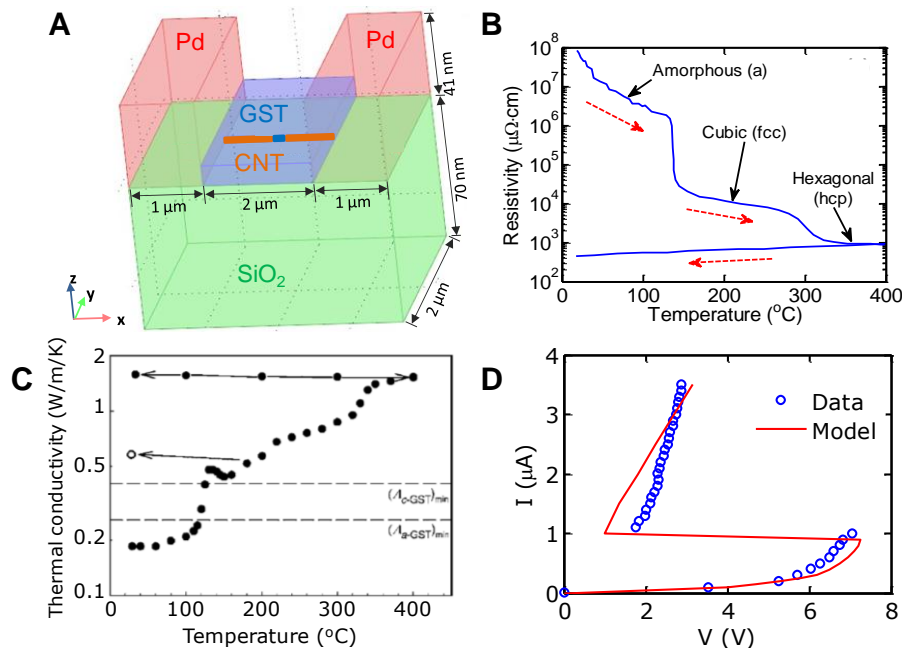 A
Pd
Pd
GST
CNT
41 nm
70 nm
1 µm
2 µm
1 µm
SiO2
2 µm
z
y
x
B
Resistivity (µΩ·cm)
10^8
10^7
10^6
10^5
10^4
10^3
10^2
Amorphous (a)
Cubic (fcc)
Hexagonal
(hcp)
0
100
200
300
400
Temperature (°C)
C
Thermal conductivity (W/m/K)
2
1
0.5
0.2
0.1
(Λc-GST)min
(Λa-GST)min
0
100
200
300
400
Temperature (°C)
D
I (µA)
4
3
2
1
0
Data
Model
0
2
4
6
8
V (V)